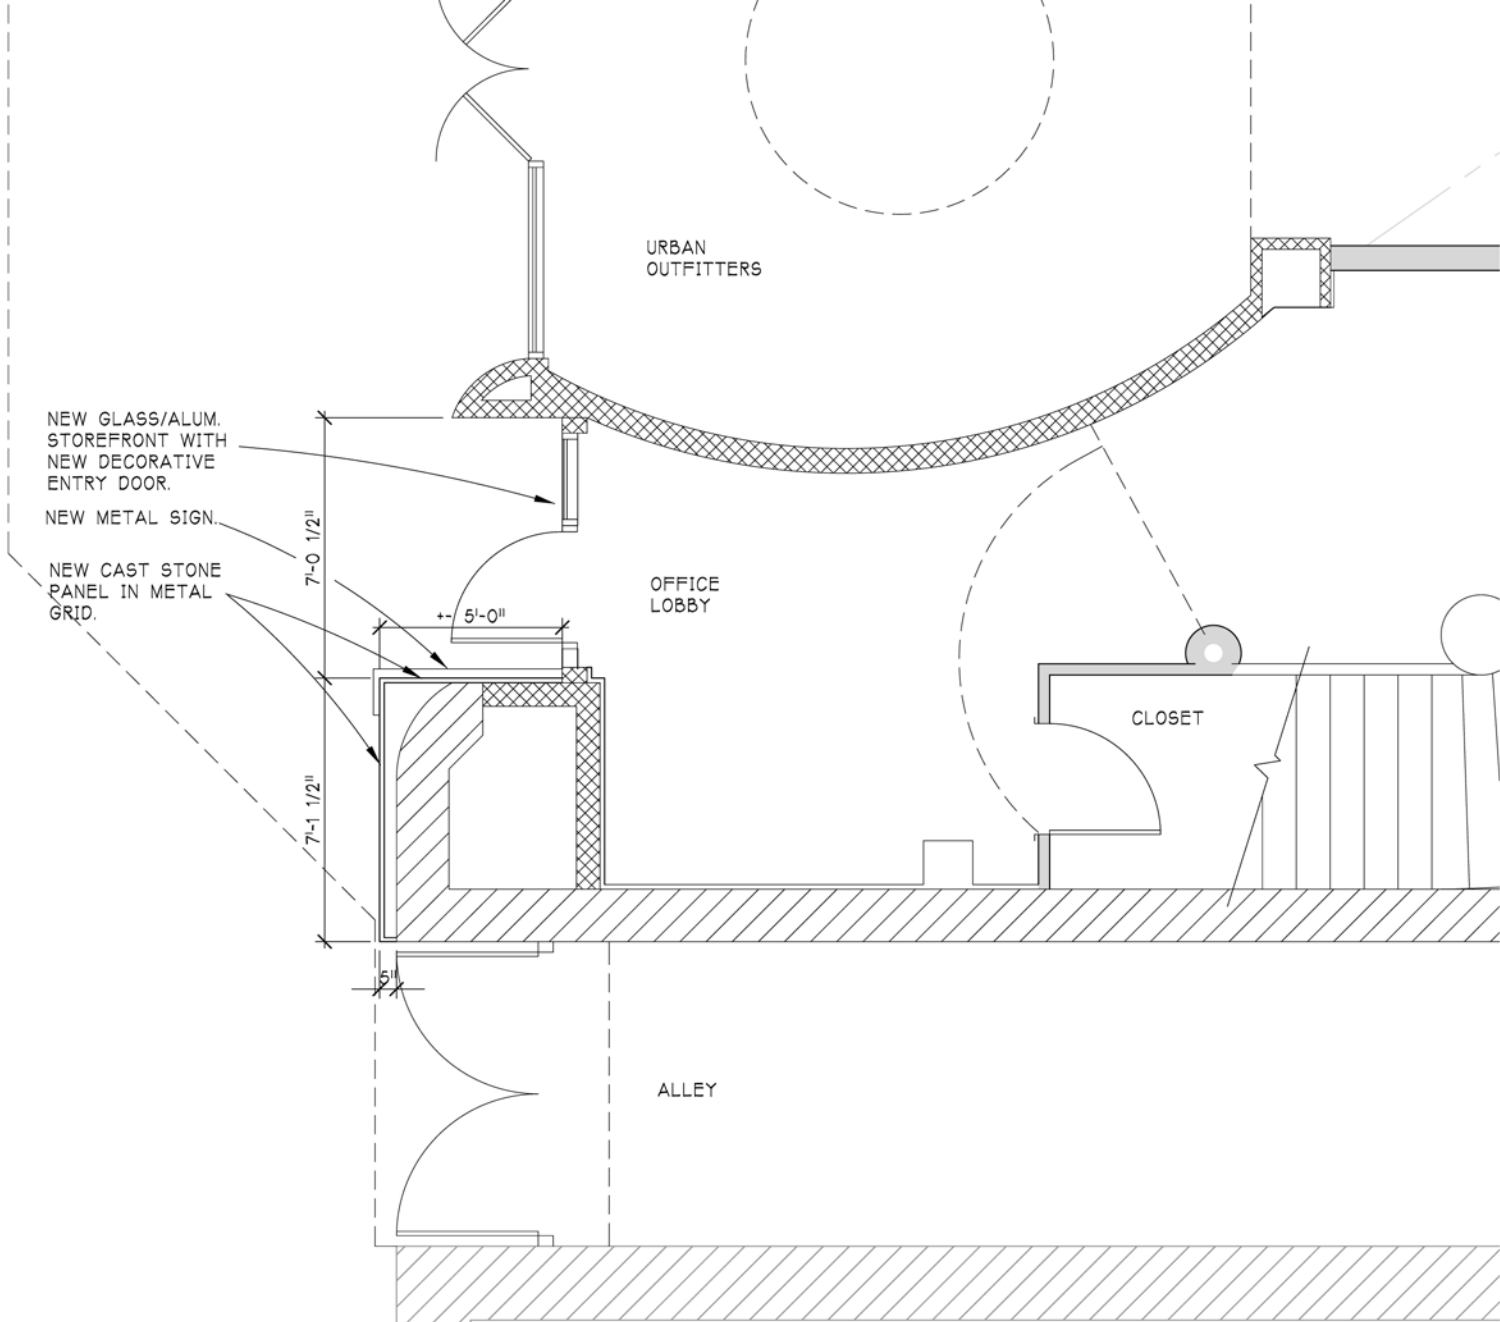 URBAN
OUTFITTERS
NEW GLASS/ALUM.
STOREFRONT WITH
NEW DECORATIVE
ENTRY DOOR.
NEW METAL SIGN.
NEW CAST STONE
PANEL IN METAL
GRID.
7'-0 1/2"
+- 5'-0"
OFFICE
LOBBY
CLOSET
7'-1 1/2"
5"
ALLEY